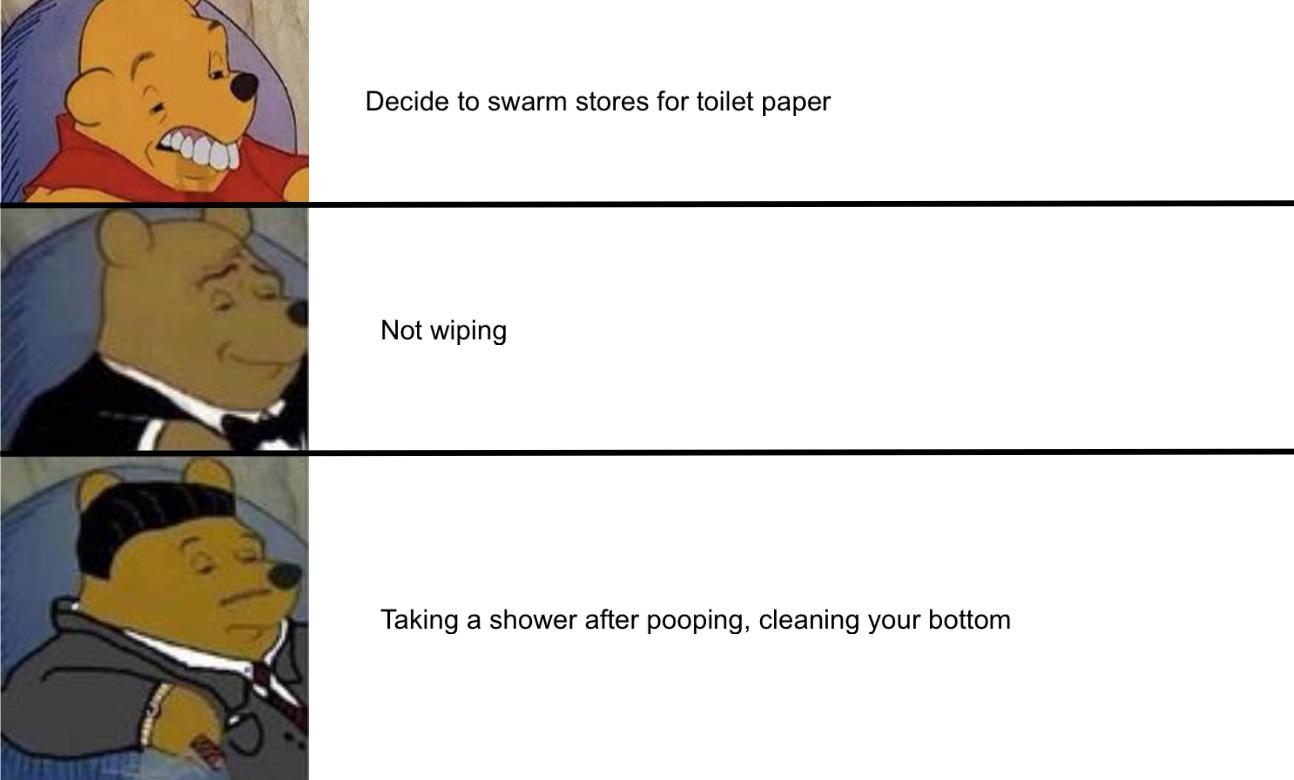 Decide to swarm stores for toilet paper
Not wiping
Taking a shower after pooping, cleaning your bottom